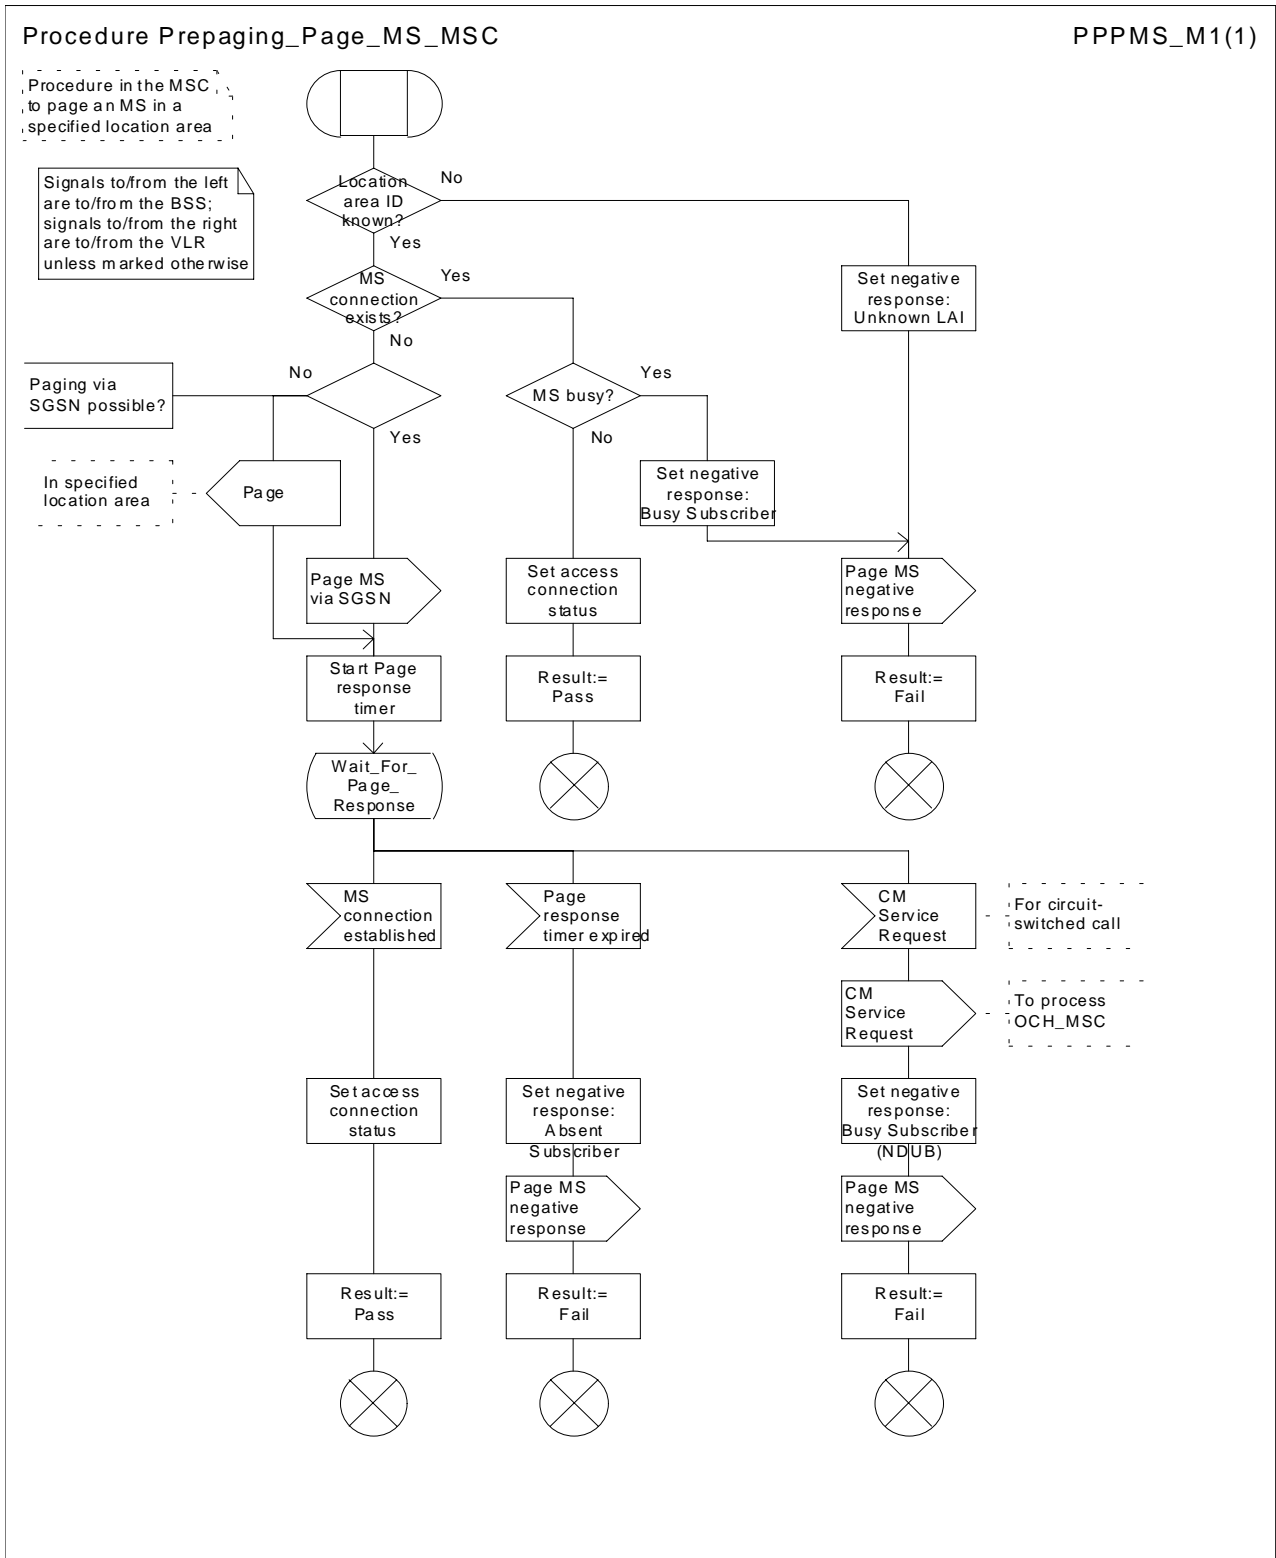 Procedure Prepaging_Page_MS_MSC
PPPMS_M1(1)
Procedure in the MSC
to page an MS in a
specified location area
Signals to/from the left
are to/from the BSS;
signals to/from the right
are to/from the VLR
unless marked otherwise
Location
area ID
known?
No
Yes
MS
connection
exists?
Yes
No
Set negative
response:
Unknown LAI
Paging via
SGSN possible?
No
Yes
MS busy?
Yes
No
In specified
location area
Page
Set negative
response:
Busy Subscriber
Page MS
via SGSN
Set access
connection
status
Page MS
negative
response
Start Page
response
timer
Result:=
Pass
Result:=
Fail
Wait_For_
Page_
Response
MS
connection
established
Page
response
timer expired
CM
Service
Request
For circuit-
switched call
CM
Service
Request
To process
OCH_MSC
Set access
connection
status
Set negative
response:
Absent
Subscriber
Set negative
response:
Busy Subscriber
(NDUB)
Page MS
negative
response
Page MS
negative
response
Result:=
Pass
Result:=
Fail
Result:=
Fail